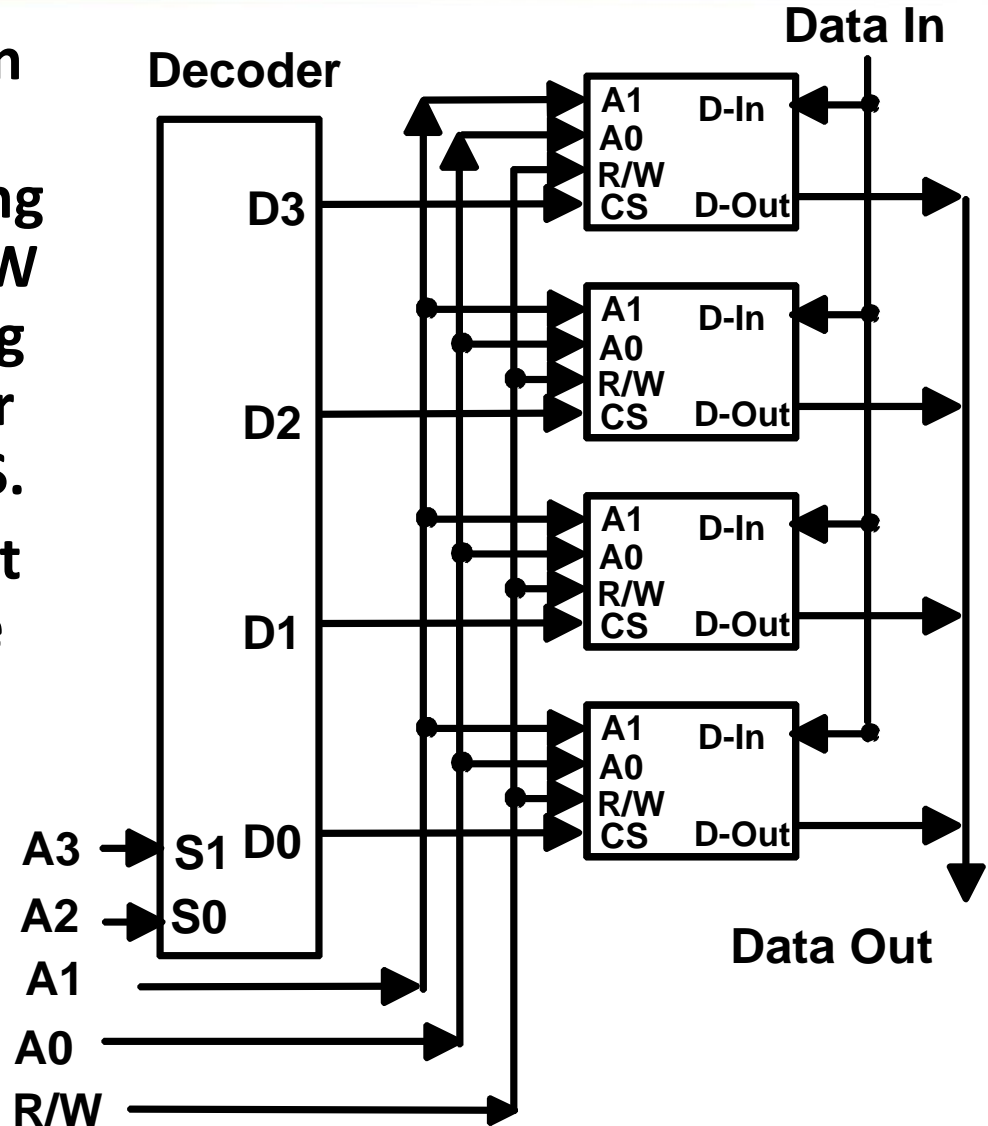 n
ng
W
g
r
S.
t
e
Decoder
Data In
D3
D2
D1
D0
S1
S0
A3
A2
A1
A0
R/W
A1 D-In
A0
R/W
CS D-Out
A1 D-In
A0
R/W
CS D-Out
A1 D-In
A0
R/W
CS D-Out
A1 D-In
A0
R/W
CS D-Out
Data Out